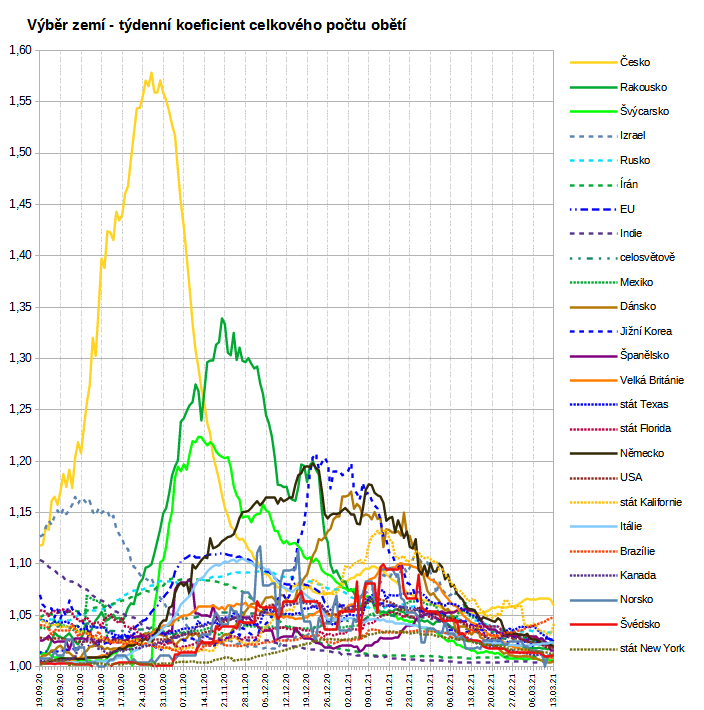 Výběr zemí - týdenní koeficient celkového počtu obětí
1,60
1,55
1,50
1,45
1,40
1,35
1,30
1,25
1,20
1,15
1,10
1,05
1,00
19.09.20
26.09.20
03.10.20
10.10.20
17.10.20
24.10.20
31.10.20
07.11.20
14.11.20
21.11.20
28.11.20
05.12.20
12.12.20
19.12.20
26.12.20
02.01.21
09.01.21
16.01.21
23.01.21
30.01.21
06.02.21
13.02.21
20.02.21
27.02.21
06.03.21
13.03.21
Česko
Rakousko
Švýcarsko
Izrael
Rusko
Írán
EU
Indie
celosvětově
Mexiko
Dánsko
Jižní Korea
Španělsko
Velká Británie
stát Texas
stát Florida
Německo
USA
stát Kalifornie
Itálie
Brazílie
Kanada
Norsko
Švédsko
stát New York